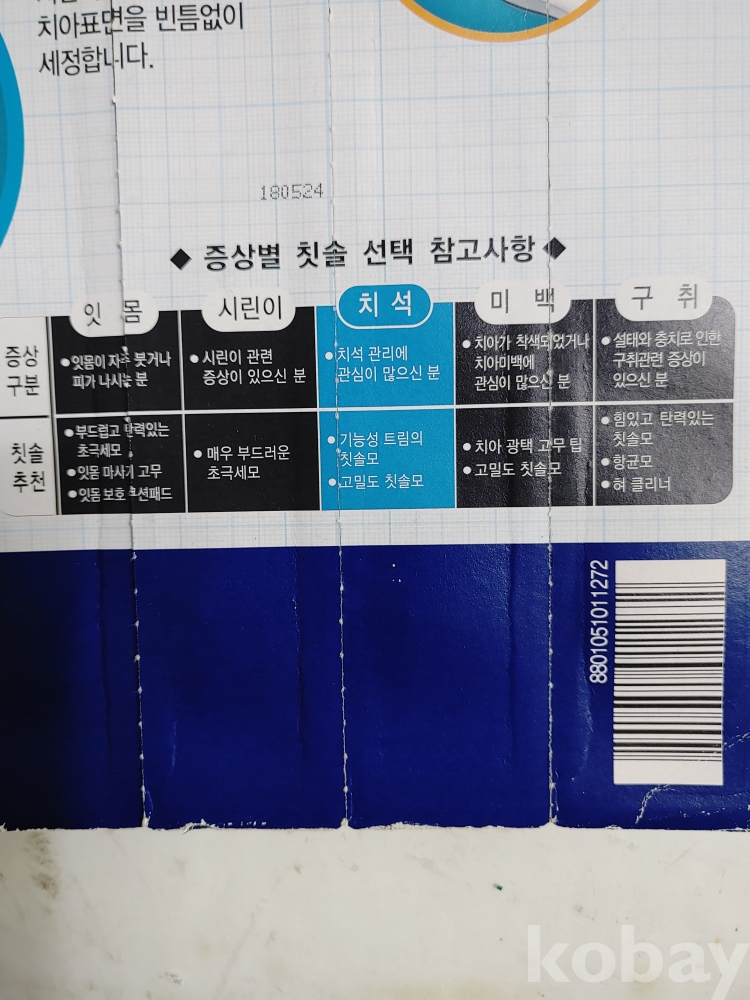 치아표면을 빈틈없이
세정합니다.
180524
◆ 증상별 칫솔 선택 참고사항 ◆
잇 몸
시린이
치 석
미 백
구 취
증상
구분
● 잇몸이 자주 붓거나
피가 나시는 분
● 시린이 관련
증상이 있으신 분
● 치석 관리에
관심이 많으신 분
● 치아가 착색되었거나
치아미백에
관심이 많으신 분
● 설태와 충치로 인한
구취관련 증상이
있으신 분
칫솔
추천
● 부드럽고 탄력있는
초극세모
● 잇몸 마사기 고무
● 잇몸 보호 쿠션패드
● 매우 부드러운
초극세모
● 기능성 트림의
칫솔모
● 고밀도 칫솔모
● 치아 광택 고무 팁
● 고밀도 칫솔모
● 힘있고 탄력있는
칫솔모
● 항균모
● 혀 클리너
8801051011272
kobay